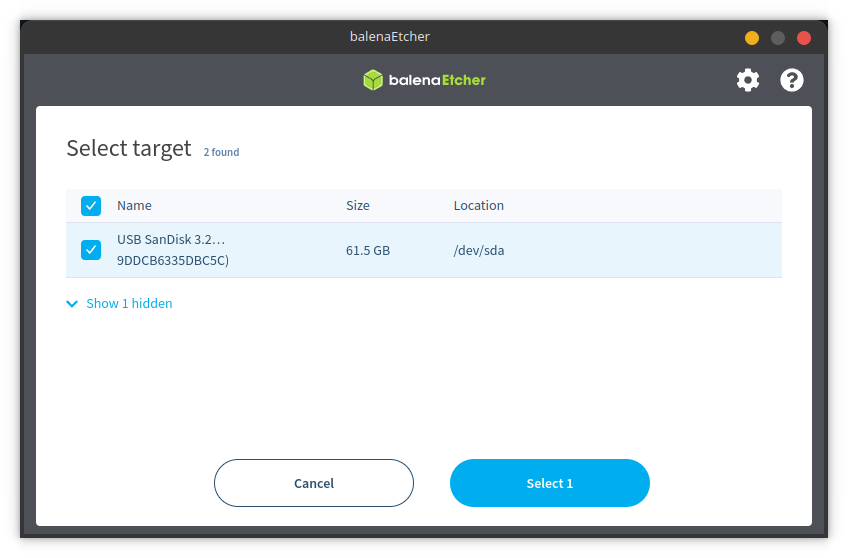 balenaEtcher
balenaEtcher
Select target 2 found
Name Size Location
USB SanDisk 3.2…
9DDCB6335DBC5C) 61.5 GB /dev/sda
Show 1 hidden
Cancel Select 1